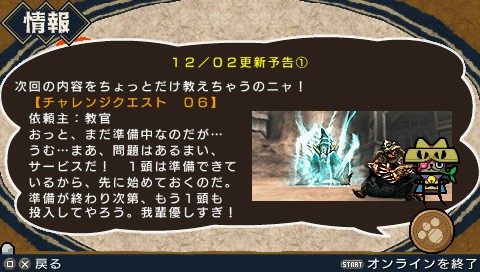 情報
１２／０２更新予告①
次回の内容をちょっとだけ教えちゃうのニャ！
【チャレンジクエスト　０６】
依頼主：教官
おっと、まだ準備中なのだが…
うむ…まあ、問題はあるまい、
サービスだ！　１頭は準備できて
いるから、先に始めておくのだ。
準備が終わり次第、もう１頭も
投入してやろう。我輩優しすぎ！
戻る
START オンラインを終了